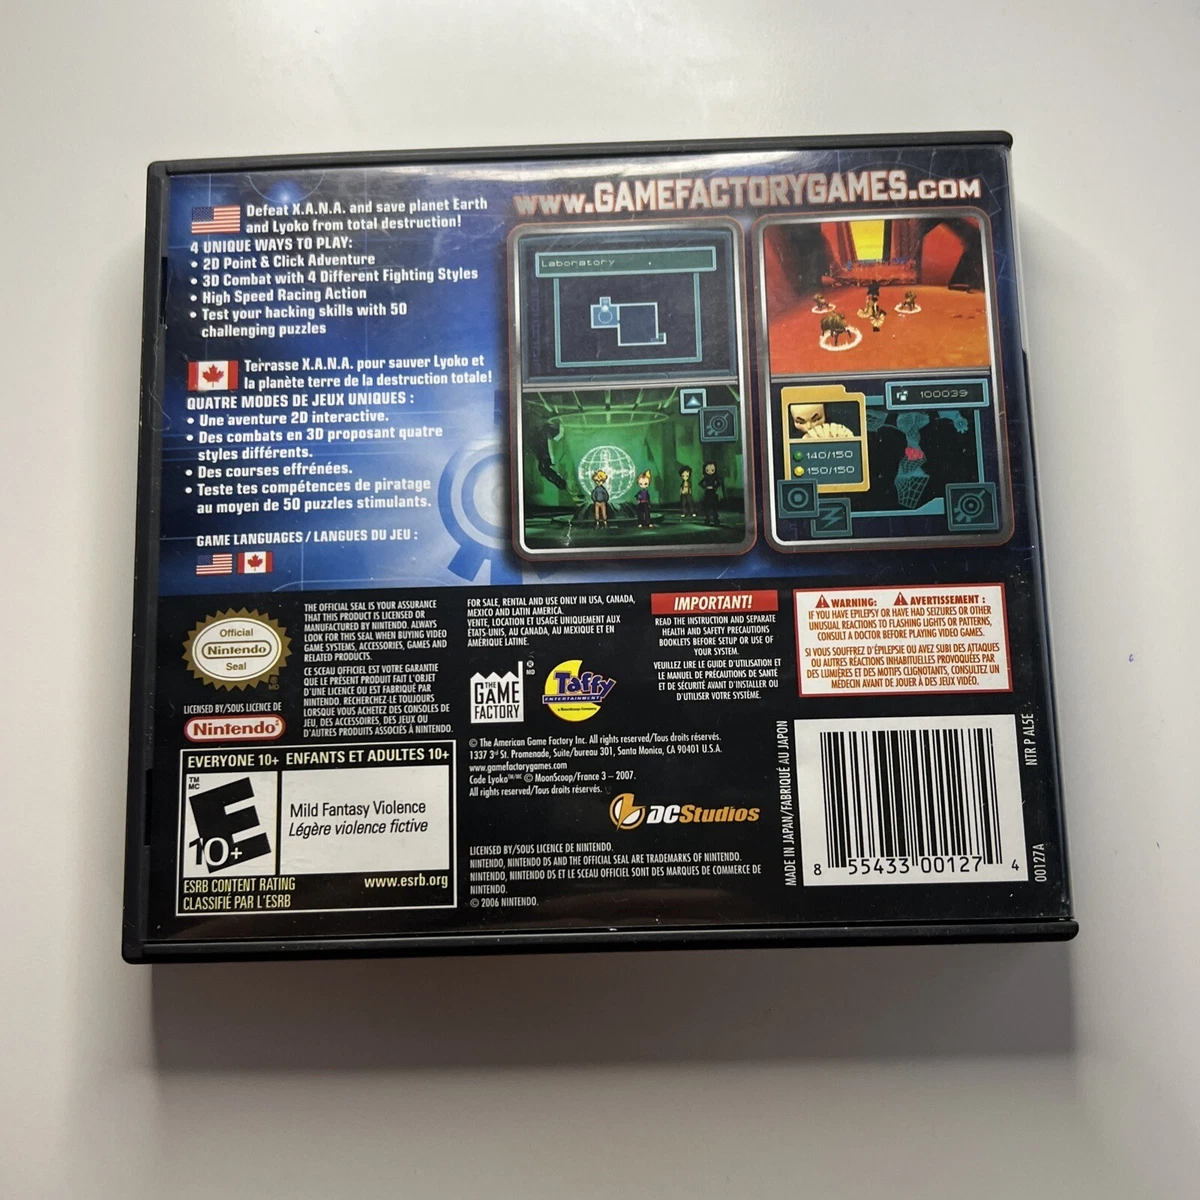 Defeat X.A.N.A. and save planet Earth
and Lyoko from total destruction!
4 UNIQUE WAYS TO PLAY:
• 2D Point & Click Adventure
• 3D Combat with 4 Different Fighting Styles
• High Speed Racing Action
• Test your hacking skills with 50
challenging puzzles
Terrasse X.A.N.A. pour sauver Lyoko et
la planète terre de la destruction totale!
QUATRE MODES DE JEUX UNIQUES :
• Une aventure 2D interactive.
• Des combats en 3D proposant quatre
styles différents.
• Des courses effrénées.
• Teste tes compétences de piratage
au moyen de 50 puzzles stimulants.
GAME LANGUAGES / LANGUES DU JEU :
www.GAMEFACTORYGAMES.com
Laboratory
100039
140/150
150/150
Official
Nintendo
Seal
LICENSED BY/SOUS LICENCE DE
Nintendo
THE OFFICIAL SEAL IS YOUR ASSURANCE
THAT THIS PRODUCT IS LICENSED OR
MANUFACTURED BY NINTENDO. ALWAYS
LOOK FOR THIS SEAL WHEN BUYING VIDEO
GAME SYSTEMS, ACCESSORIES, GAMES AND
RELATED PRODUCTS.
CE SCEAU OFFICIEL EST VOTRE GARANTIE
QUE LE PRÉSENT PRODUIT FAIT L'OBJET
D'UNE LICENCE OU EST FABRIQUÉ PAR
NINTENDO. RECHERCHEZ-LE TOUJOURS
LORSQUE VOUS ACHETEZ DES CONSOLES DE
JEU, DES ACCESSOIRES, DES JEUX OU
D'AUTRES PRODUITS ASSOCIÉS À NINTENDO.
EVERYONE 10+ ENFANTS ET ADULTES 10+
TM
MC
E
10+
Mild Fantasy Violence
Légère violence fictive
ESRB CONTENT RATING
CLASSIFIÉ PAR L'ESRB
www.esrb.org
FOR SALE, RENTAL AND USE ONLY IN USA, CANADA,
MEXICO AND LATIN AMERICA.
VENTE, LOCATION ET USAGE UNIQUEMENT AUX
ÉTATS-UNIS, AU CANADA, AU MEXIQUE ET EN
AMÉRIQUE LATINE.
THE
GAME
FACTORY
Taffy
ENTERTAINMENT
© The American Game Factory Inc. All rights reserved/Tous droits réservés.
1337 3rd St. Promenade, Suite/bureau 301, Santa Monica, CA 90401 U.S.A.
www.gamefactorygames.com
Code Lyoko™/MC © MoonScoop/France 3 – 2007.
All rights reserved/Tous droits réservés.
DC Studios
LICENSED BY/SOUS LICENCE DE NINTENDO.
NINTENDO, NINTENDO DS AND THE OFFICIAL SEAL ARE TRADEMARKS OF NINTENDO.
NINTENDO, NINTENDO DS ET LE SCEAU OFFICIEL SONT DES MARQUES DE COMMERCE DE
NINTENDO.
© 2006 NINTENDO.
IMPORTANT!
READ THE INSTRUCTION AND SEPARATE
HEALTH AND SAFETY PRECAUTIONS
BOOKLETS BEFORE SETUP OR USE OF
YOUR SYSTEM.
VEUILLEZ LIRE LE GUIDE D'UTILISATION ET
LE MANUEL DE PRÉCAUTIONS DE SANTÉ
ET DE SÉCURITÉ AVANT D'INSTALLER OU
D'UTILISER VOTRE SYSTÈME.
WARNING: AVERTISSEMENT :
IF YOU HAVE EPILEPSY OR HAVE HAD SEIZURES OR OTHER
UNUSUAL REACTIONS TO FLASHING LIGHTS OR PATTERNS,
CONSULT A DOCTOR BEFORE PLAYING VIDEO GAMES.
SI VOUS SOUFFREZ D'ÉPILEPSIE OU AVEZ SUBI DES ATTAQUES
OU AUTRES RÉACTIONS INHABITUELLES PROVOQUÉES PAR
DES LUMIÈRES ET DES MOTIFS CLIGNOTANTS, CONSULTEZ UN
MÉDECIN AVANT DE JOUER À DES JEUX VIDÉO.
MADE IN JAPAN/FABRIQUÉ AU JAPON
8 55433 00127 4
NTR P AL5E
00127A